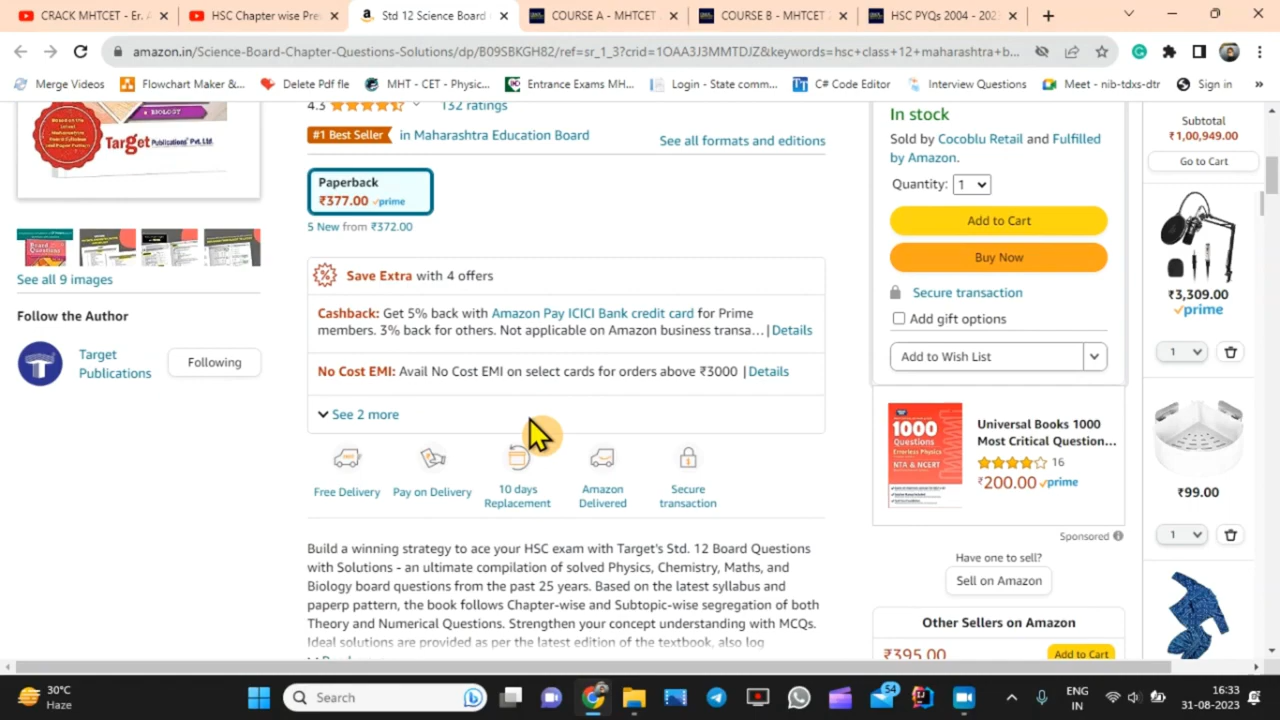 CRACK MHTCET - Er. A
HSC Chapter wise Pre
Std 12 Science Board
COURSE A - MHTCET
COURSE B - MHTCET 2
HSC PYQs 2004 - 202
amazon.in/Science-Board-Chapter-Questions-Solutions/dp/B09SBKGH82/ref=sr_1_3?crid=1OAA3J3MMTDJZ&keywords=hsc+class+12+maharashtra+b...
Merge Videos
Flowchart Maker &...
Delete Pdf file
MHT - CET - Physic...
Entrance Exams MH...
Login - State comm...
C# Code Editor
Interview Questions
Meet - nib-tdxs-dtr
Sign in
»
BIOLOGY
Target Publications Pvt. Ltd.
See all 9 images
Follow the Author
Target
Publications
Following
4.3
132 ratings
#1 Best Seller in Maharashtra Education Board
See all formats and editions
Paperback
₹377.00 prime
5 New from ₹372.00
Save Extra with 4 offers
Cashback: Get 5% back with Amazon Pay ICICI Bank credit card for Prime
members. 3% back for others. Not applicable on Amazon business transa... | Details
No Cost EMI: Avail No Cost EMI on select cards for orders above ₹3000 | Details
See 2 more
Free Delivery
Pay on Delivery
10 days
Replacement
Amazon
Delivered
Secure
transaction
Build a winning strategy to ace your HSC exam with Target's Std. 12 Board Questions
with Solutions - an ultimate compilation of solved Physics, Chemistry, Maths, and
Biology board questions from the past 25 years. Based on the latest syllabus and
paperp pattern, the book follows Chapter-wise and Subtopic-wise segregation of both
Theory and Numerical Questions. Strengthen your concept understanding with MCQs.
Ideal solutions are provided as per the latest edition of the textbook, also log
In stock
Sold by Cocoblu Retail and Fulfilled
by Amazon.
Quantity: 1
Add to Cart
Buy Now
Secure transaction
Add gift options
Add to Wish List
1000
Questions
Errorless Physics
NTA & NCERT
Universal Books 1000
Most Critical Question...
16
₹200.00 prime
Sponsored
Have one to sell?
Sell on Amazon
Other Sellers on Amazon
₹395.00
Add to Cart
Subtotal
₹1,00,949.00
Go to Cart
₹3,309.00
prime
1
₹99.00
1
30°C
Haze
Search
54
ENG
IN
16:33
31-08-2023